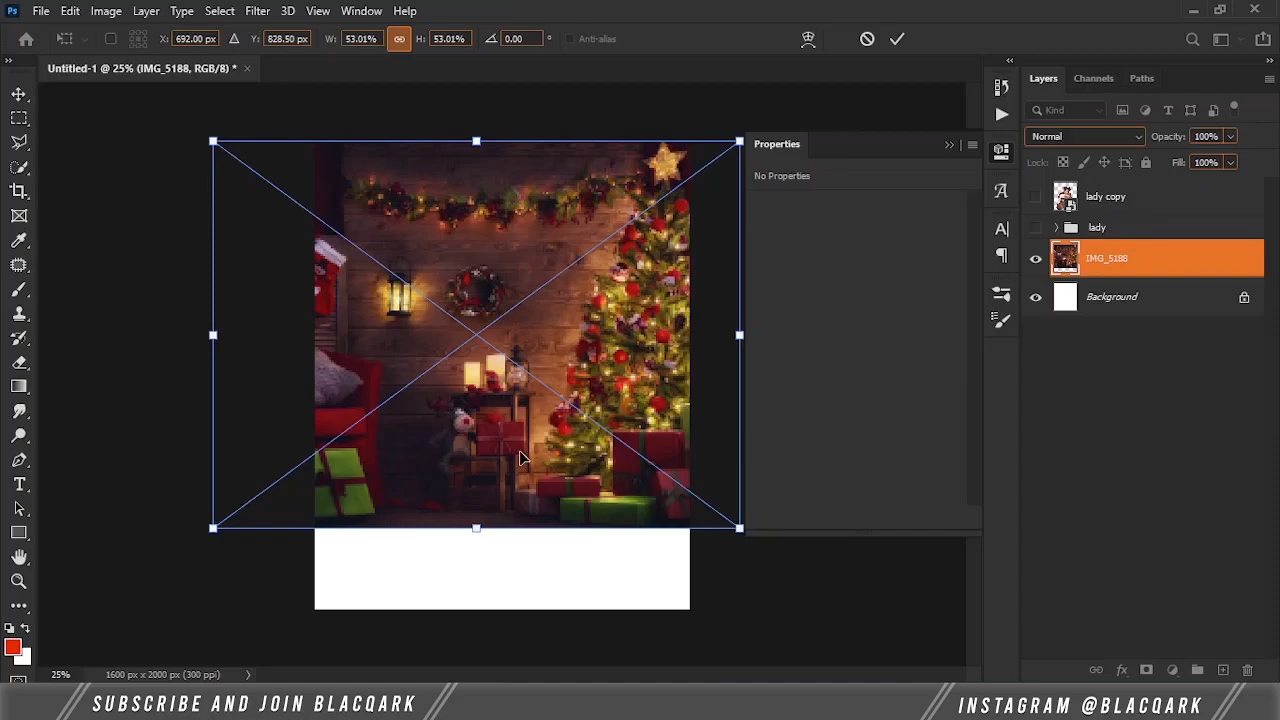 Ps File Edit Image Layer Type Select Filter 3D View Window Help
X: 692.00 px Y: 828.50 px W: 53.01% H: 53.01% 0.00 ° Anti-alias
Untitled-1 @ 25% (IMG_5188, RGB/8) * ×
Layers Channels Paths
Kind
Normal Opacity: 100%
Lock: Fill: 100%
Properties
No Properties
lady copy
lady
IMG_5188
Background
25% 1600 px x 2000 px (300 ppi)
SUBSCRIBE AND JOIN BLACQARK
INSTAGRAM @BLACQARK